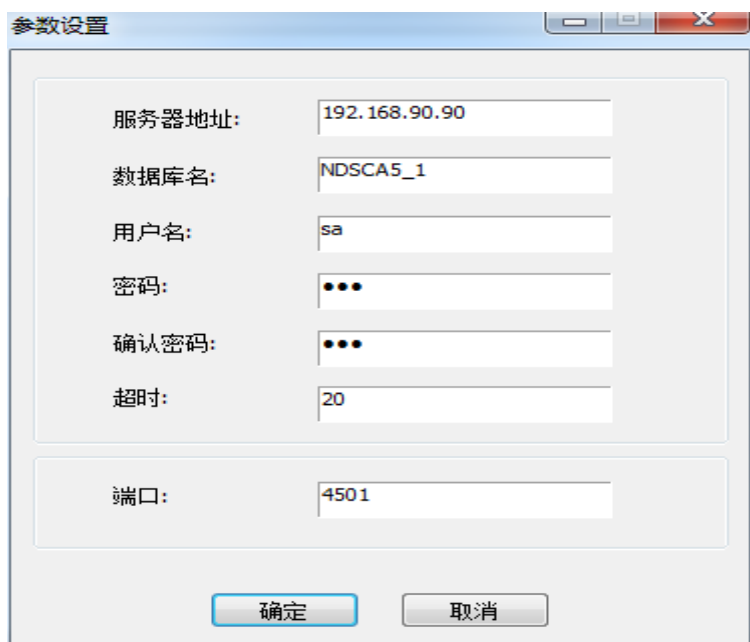 参数设置
服务器地址: 192.168.90.90
数据库名: NDSCA5_1
用户名: sa
密码: ●●●
确认密码: ●●●
超时: 20
端口: 4501
确定 取消